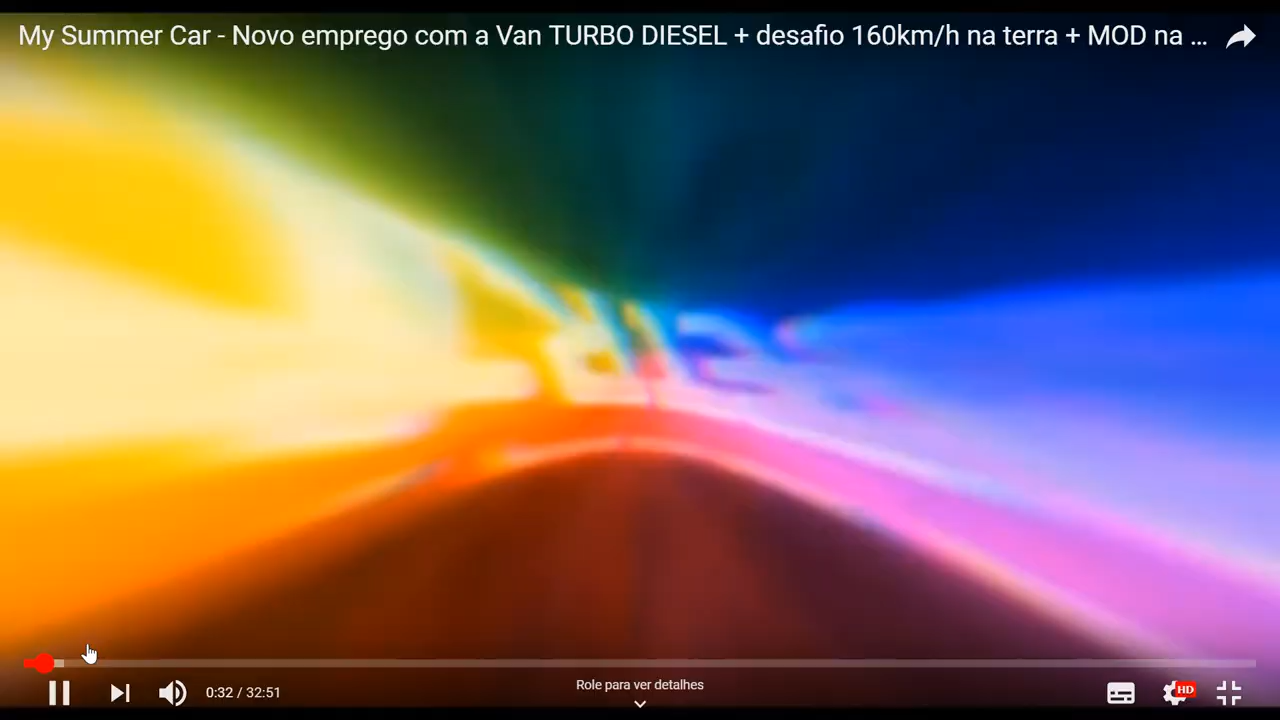 My Summer Car - Novo emprego com a Van TURBO DIESEL + desafio 160km/h na terra + MOD na ...
0:32 / 32:51
Role para ver detalhes
HD